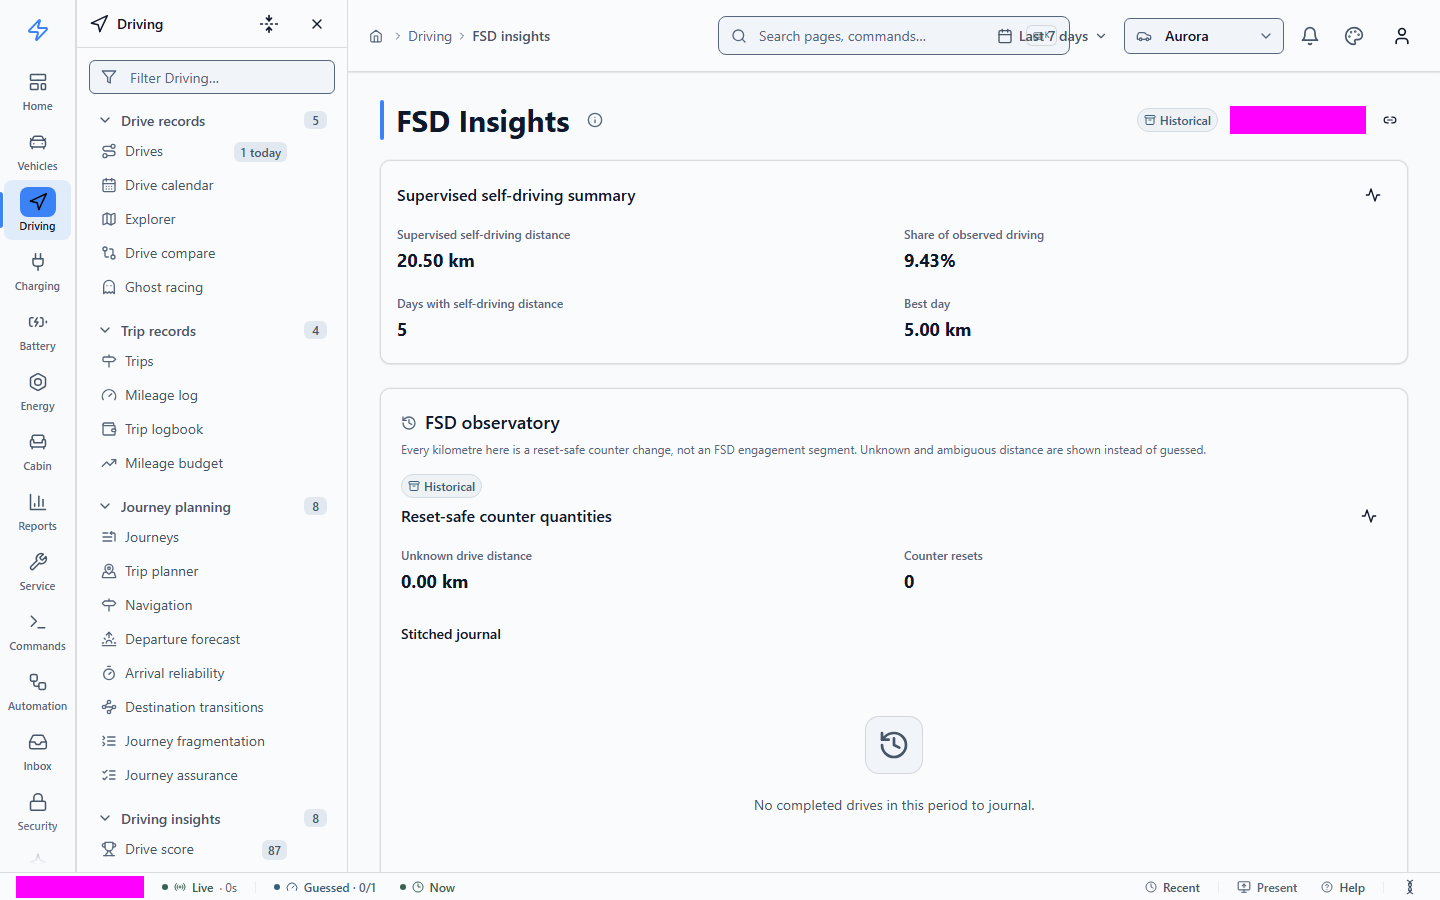 Driving
Filter Driving...
Home
Vehicles
Driving
Charging
Battery
Energy
Cabin
Reports
Service
Commands
Automation
Inbox
Security
Drive records 5
Drives 1 today
Drive calendar
Explorer
Drive compare
Ghost racing
Trip records 4
Trips
Mileage log
Trip logbook
Mileage budget
Journey planning 8
Journeys
Trip planner
Navigation
Departure forecast
Arrival reliability
Destination transitions
Journey fragmentation
Journey assurance
Driving insights 8
Drive score 87
Driving
FSD insights
Search pages, commands...
Last 7 days
Aurora
FSD Insights
Historical
Supervised self-driving summary
Supervised self-driving distance
20.50 km
Share of observed driving
9.43%
Days with self-driving distance
5
Best day
5.00 km
FSD observatory
Every kilometre here is a reset-safe counter change, not an FSD engagement segment. Unknown and ambiguous distance are shown instead of guessed.
Historical
Reset-safe counter quantities
Unknown drive distance
0.00 km
Counter resets
0
Stitched journal
No completed drives in this period to journal.
Live · 0s
Guessed · 0/1
Now
Recent
Present
Help